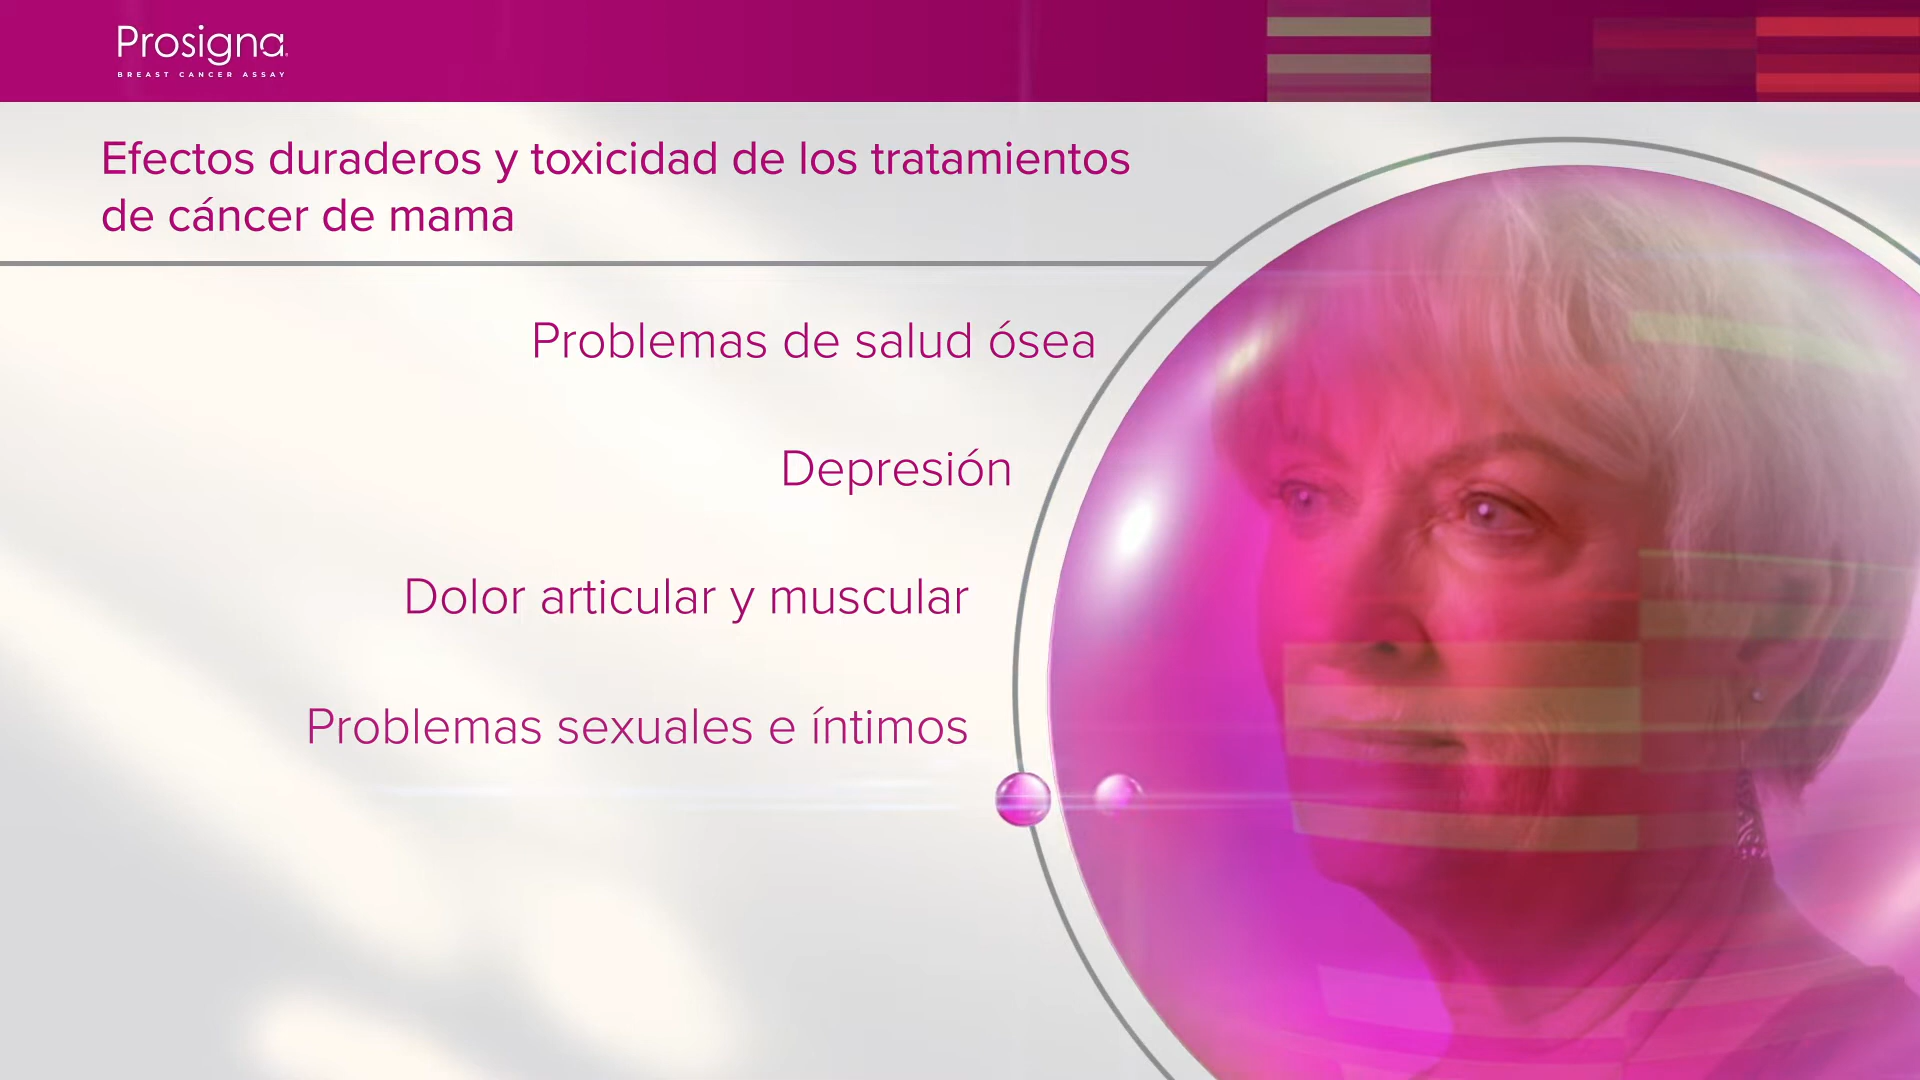 Prosigna
BREAST CANCER ASSAY
Efectos duraderos y toxicidad de los tratamientos
de cáncer de mama
Problemas de salud ósea
Depresión
Dolor articular y muscular
Problemas sexuales e íntimos